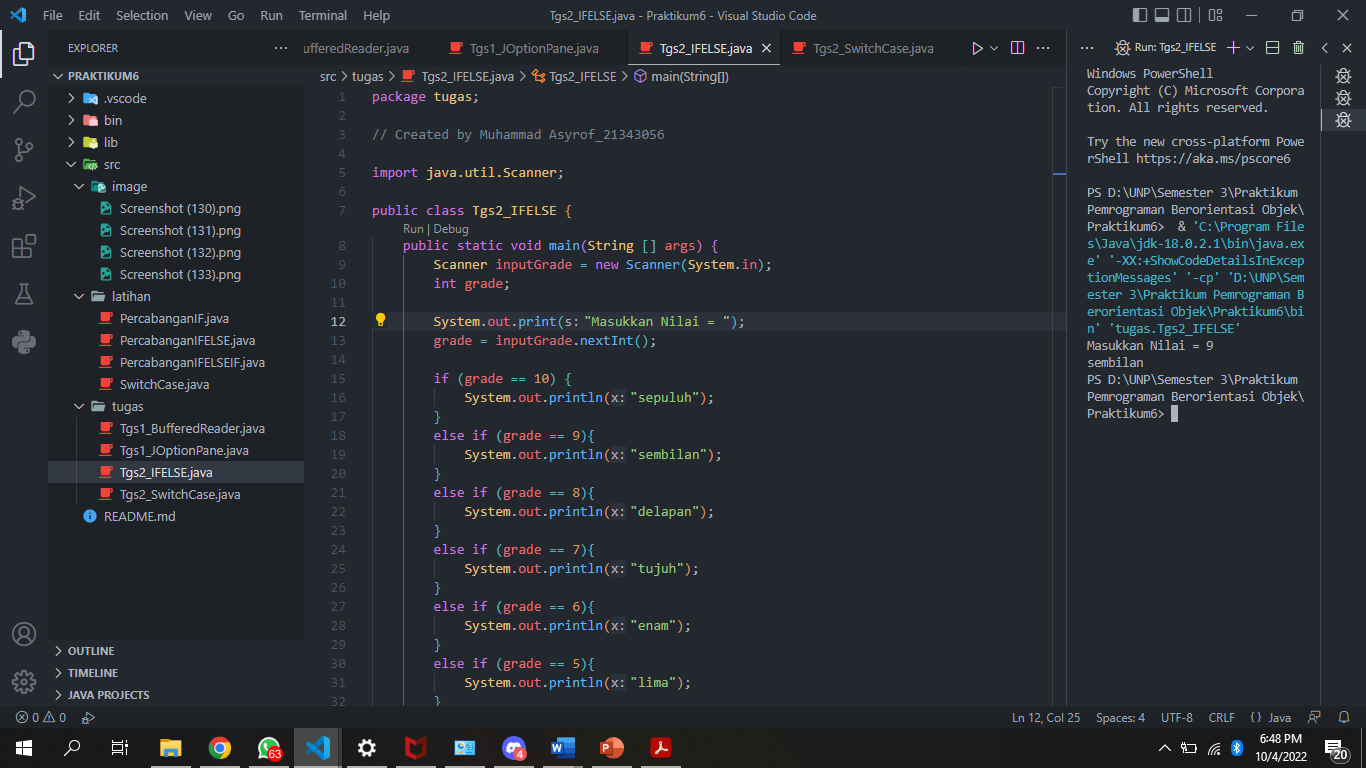 File Edit Selection View Go Run Terminal Help
Tgs2_IFELSE.java - Praktikum6 - Visual Studio Code
EXPLORER
PRAKTIKUM6
.vscode
bin
lib
src
image
Screenshot (130).png
Screenshot (131).png
Screenshot (132).png
Screenshot (133).png
latihan
PercabanganIF.java
PercabanganIFELSE.java
PercabanganIFELSEIF.java
SwitchCase.java
tugas
Tgs1_BufferedReader.java
Tgs1_JOptionPane.java
Tgs2_IFELSE.java
Tgs2_SwitchCase.java
README.md
OUTLINE
TIMELINE
JAVA PROJECTS
ufferedReader.java Tgs1_JOptionPane.java Tgs2_IFELSE.java Tgs2_SwitchCase.java
src > tugas > Tgs2_IFELSE.java > Tgs2_IFELSE > main(String[])
1 package tugas;
2
3 // Created by Muhammad Asyrof_21343056
4
5 import java.util.Scanner;
6
7 public class Tgs2_IFELSE {
Run | Debug
8 public static void main(String [] args) {
9 Scanner inputGrade = new Scanner(System.in);
10 int grade;
11
12 System.out.print(s: "Masukkan Nilai = ");
13 grade = inputGrade.nextInt();
14
15 if (grade == 10) {
16 System.out.println(x: "sepuluh");
17 }
18 else if (grade == 9){
19 System.out.println(x: "sembilan");
20 }
21 else if (grade == 8){
22 System.out.println(x: "delapan");
23 }
24 else if (grade == 7){
25 System.out.println(x: "tujuh");
26 }
27 else if (grade == 6){
28 System.out.println(x: "enam");
29 }
30 else if (grade == 5){
31 System.out.println(x: "lima");
32 }
Run: Tgs2_IFELSE
Windows PowerShell
Copyright (C) Microsoft Corpora
tion. All rights reserved.
Try the new cross-platform Powe
rShell https://aka.ms/pscore6
PS D:\UNP\Semester 3\Praktikum
Pemrograman Berorientasi Objek\
Praktikum6> & 'C:\Program File
s\Java\jdk-18.0.2.1\bin\java.ex
e' '-XX:+ShowCodeDetailsInExcep
tionMessages' '-cp' 'D:\UNP\Sem
ester 3\Praktikum Pemrograman B
erorientasi Objek\Praktikum6\bi
n' 'tugas.Tgs2_IFELSE'
Masukkan Nilai = 9
sembilan
PS D:\UNP\Semester 3\Praktikum
Pemrograman Berorientasi Objek\
Praktikum6>
0 0
Ln 12, Col 25 Spaces: 4 UTF-8 CRLF {} Java
63
4
6:48 PM
10/4/2022
20